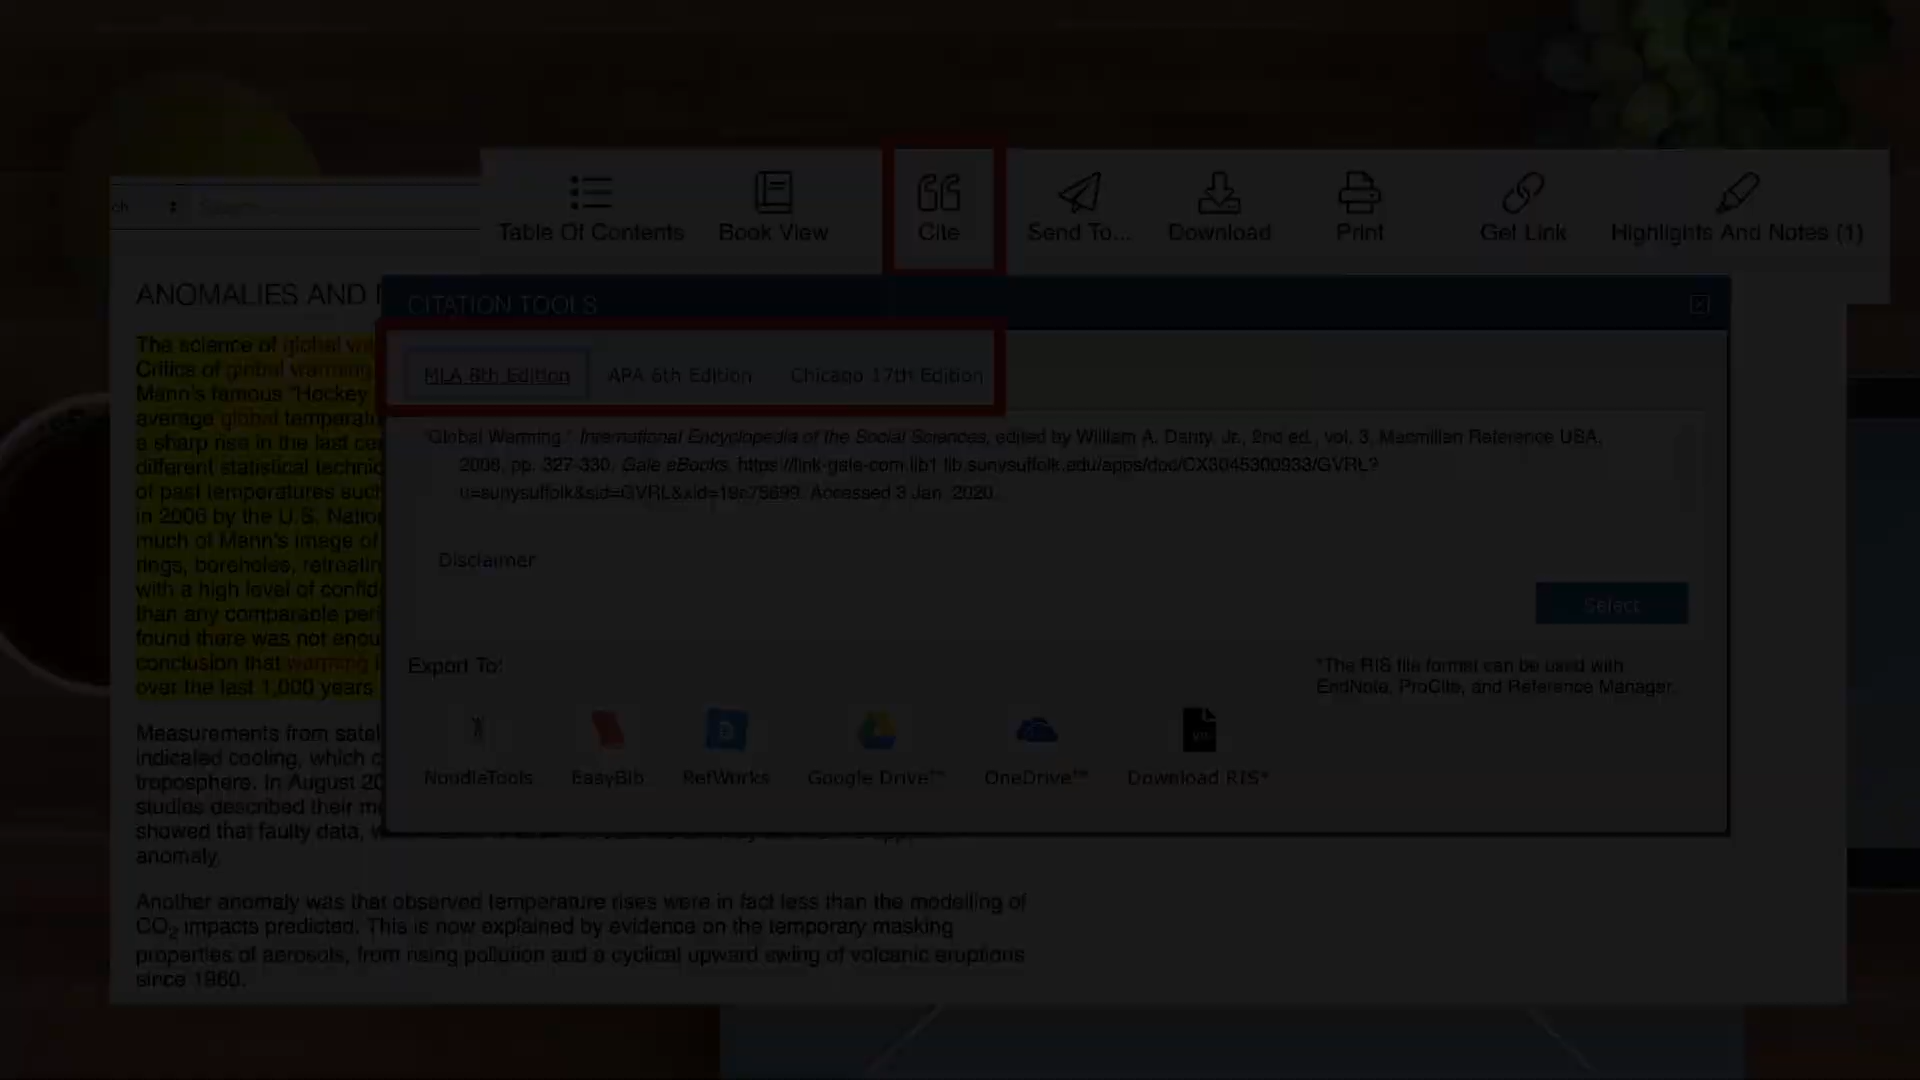 Table Of Contents
Book View
Cite
Send To...
Download
Print
Get Link
Highlights And Notes (1)
ch
Search...
ANOMALIES AND
The science of global
Critics of global warming
Mann's famous "Hockey
average global
a sharp rise in the last
different statistical
of past temperatures such
in 2006 by the U.S.
much of Mann's image of
rings, boreholes,
with a high level of
than any comparable
found there was not
conclusion that warming
over the last 1,000 years
Measurements from
indicated cooling, which
troposphere. In August
studies described their
showed that faulty data,
anomaly.
Another anomaly was that observed temperature rises were in fact less than the modelling of
CO2 impacts predicted. This is now explained by evidence on the temporary masking
properties of aerosols, from rising pollution and a cyclical upward swing of volcanic eruptions
since 1960.
CITATION TOOLS
MLA 8th Edition
APA 6th Edition
Chicago 17th Edition
"Global Warming." International Encyclopedia of the Social Sciences, edited by William A. Darity, Jr., 2nd ed., vol. 3, Macmillan Reference USA,
2008, pp. 327-330. Gale eBooks, https://link-gale-com.lib1.lib.sunysuffolk.edu/apps/doc/CX3045300933/GVRL?
u=sunysuffolk&sid=GVRL&xid=19c75699. Accessed 3 Jan. 2020.
Disclaimer
Select
Export To:
*The RIS file format can be used with
EndNote, ProCite, and Reference Manager.
NoodleTools
EasyBib
RefWorks
Google Drive™
OneDrive™
Download RIS*